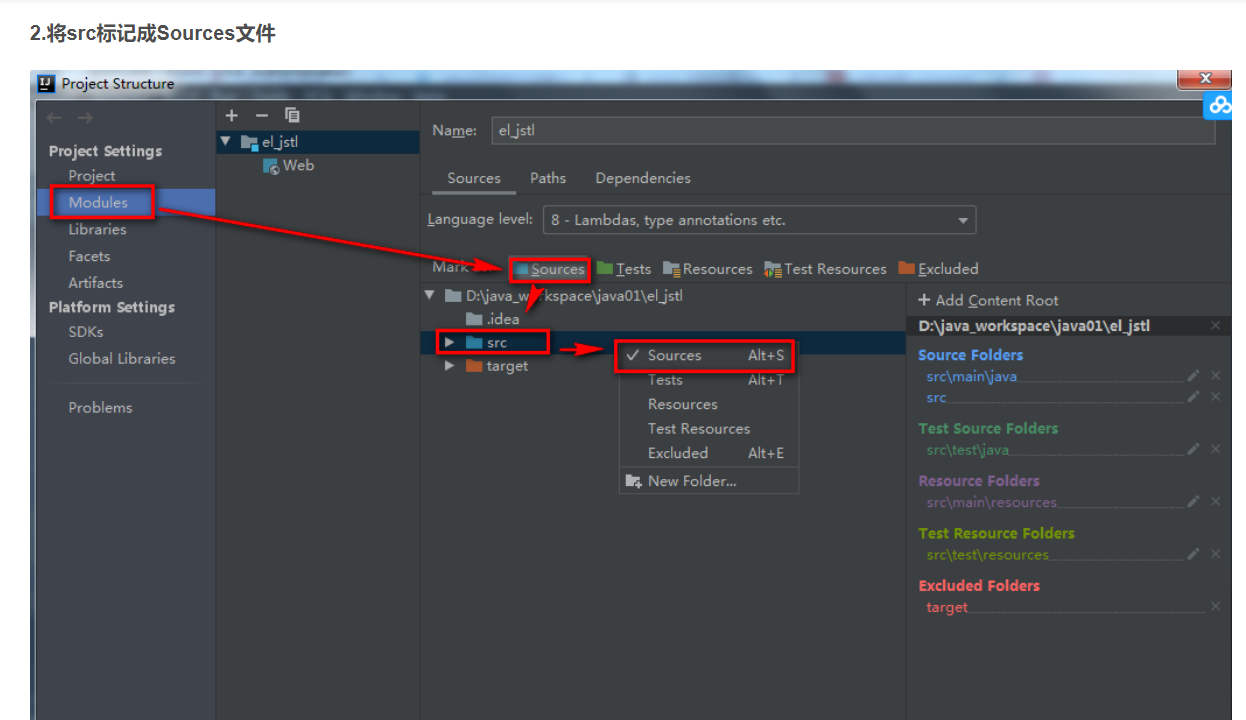 2.将src标记成Sources文件
Project Structure
Project Settings
Project
Modules
Libraries
Facets
Artifacts
Platform Settings
SDKs
Global Libraries
Problems
el_jstl
Web
Name: el_jstl
Sources Paths Dependencies
Language level: 8 - Lambdas, type annotations etc.
Mark Sources Tests Resources Test Resources Excluded
D:\java_workspace\java01\el_jstl
.idea
src
target
Sources Alt+S
Tests Alt+T
Resources
Test Resources
Excluded Alt+E
New Folder...
+ Add Content Root
D:\java_workspace\java01\el_jstl
Source Folders
src\main\java
src
Test Source Folders
src\test\java
Resource Folders
src\main\resources
Test Resource Folders
src\test\resources
Excluded Folders
target